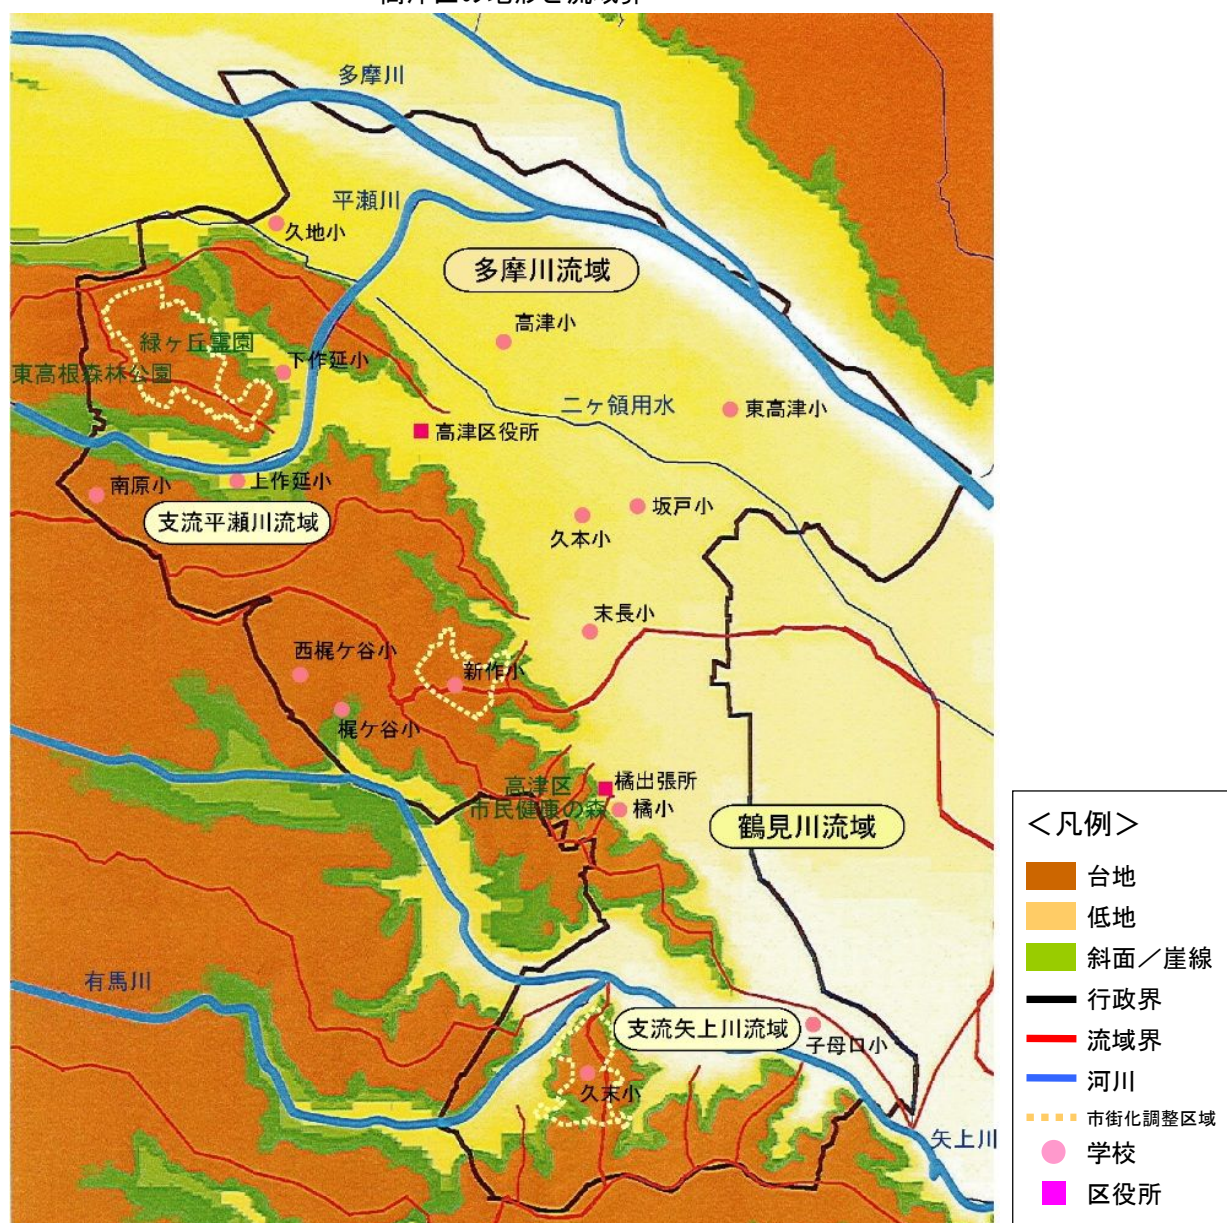 多摩川
平瀬川
久地小
多摩川流域
高津小
緑ヶ丘霊園
下作延小
東高根森林公園
二ヶ領用水
東高津小
高津区役所
南原小
上作延小
支流平瀬川流域
坂戸小
久本小
末長小
西梶ケ谷小
新作小
梶ケ谷小
高津区
市民健康の森
橘出張所
橘小
鶴見川流域
有馬川
支流矢上川流域
子母口小
久末小
矢上川
＜凡例＞
台地
低地
斜面／崖線
行政界
流域界
河川
市街化調整区域
学校
区役所